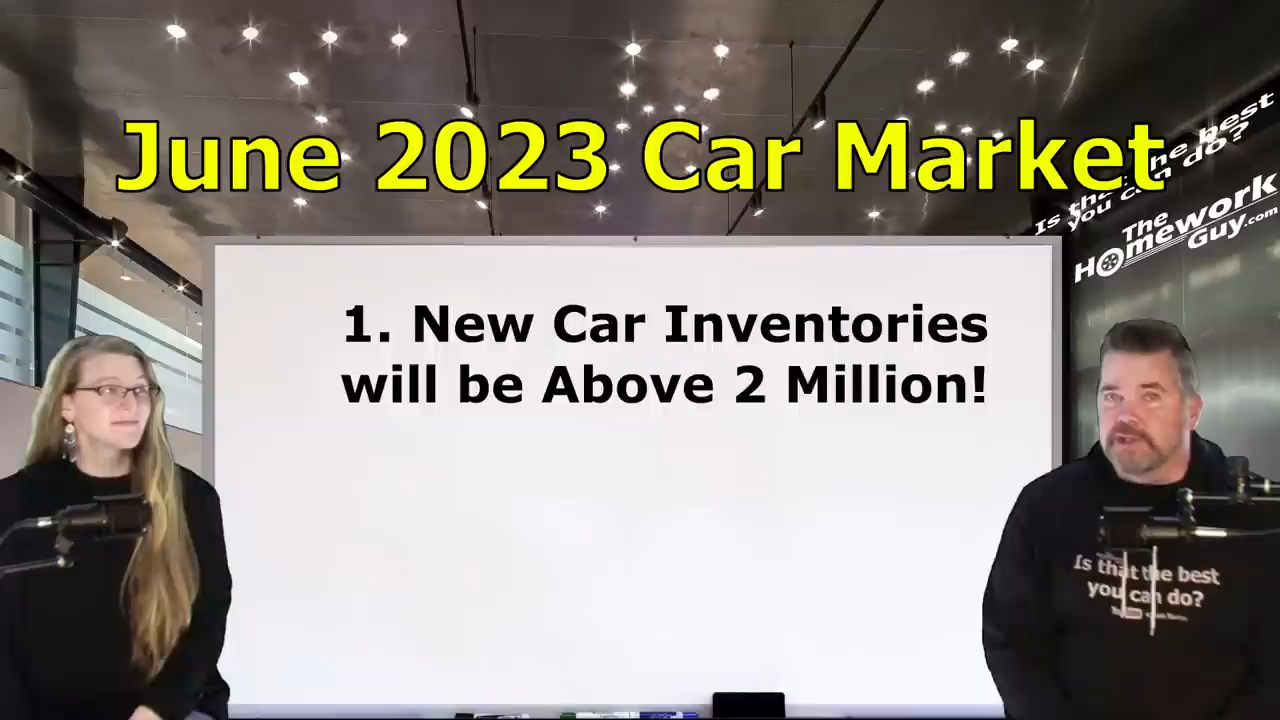 June 2023 Car Market
Is that the best
you can do?
The
Homework
Guy.com
1. New Car Inventories
will be Above 2 Million!
Is that the best
you can do?